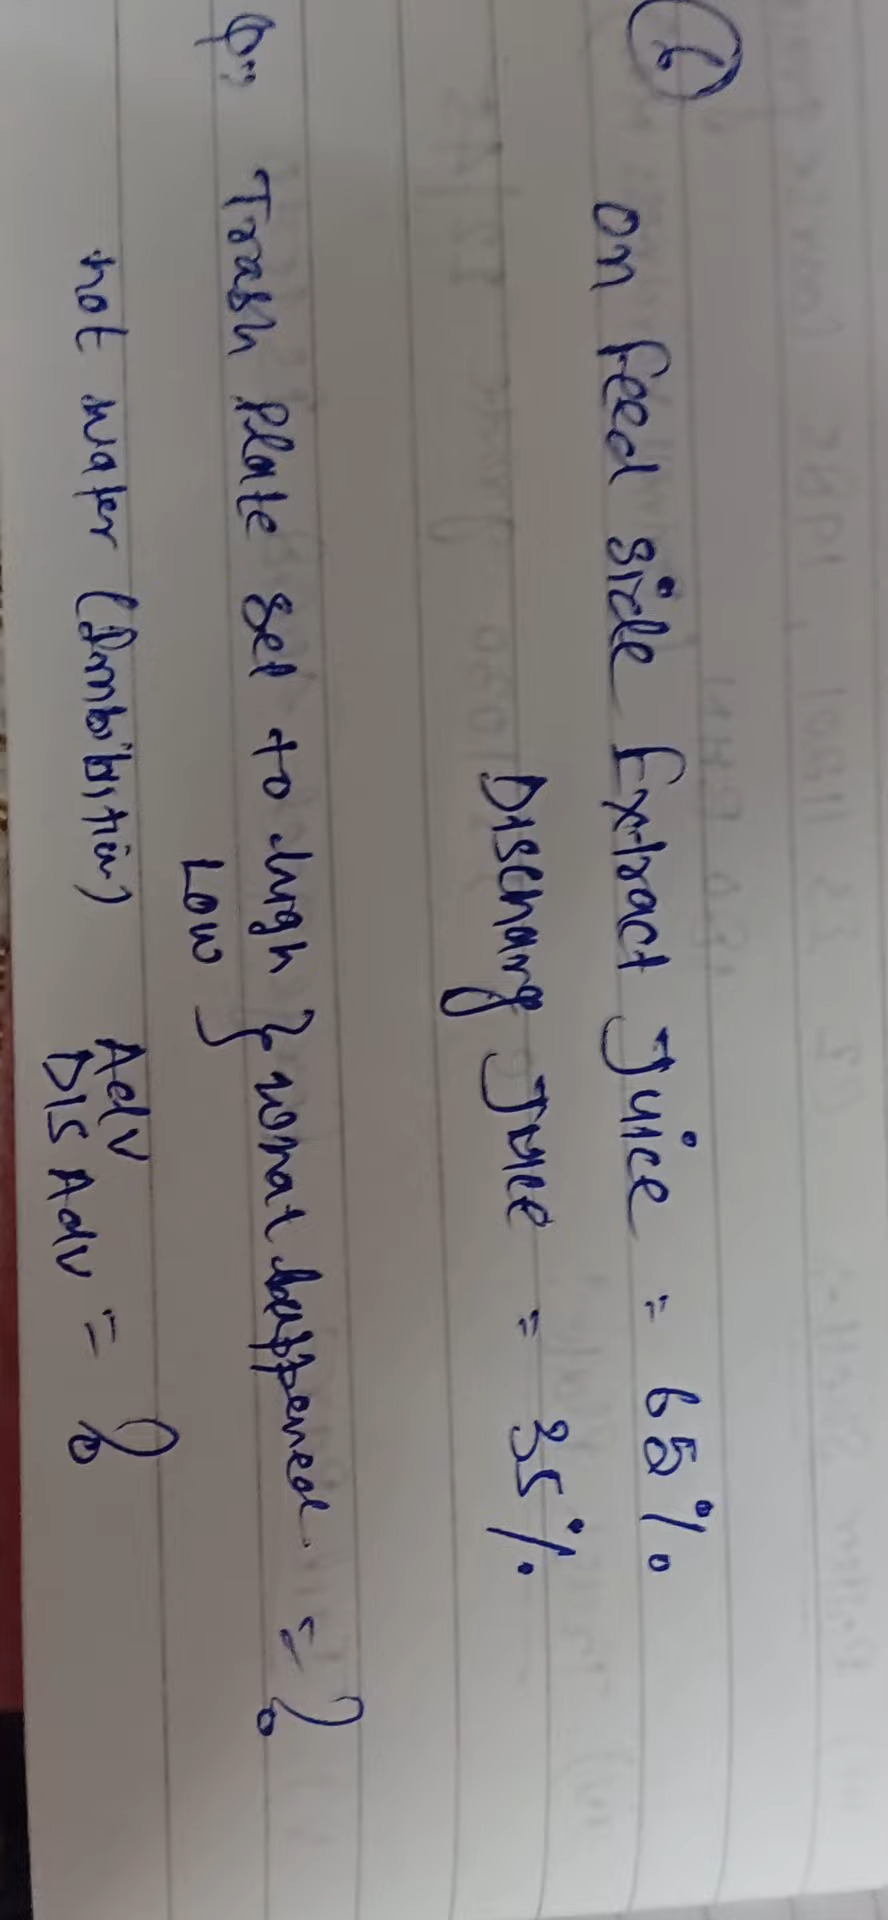 6
on feed side Extract Juice = 65%.
Discharg Juice = 35%.
Q:: Trash Plate set to high } what happened. = ?
Low
hot water (Imbibition) Adv
Dis Adv = ?